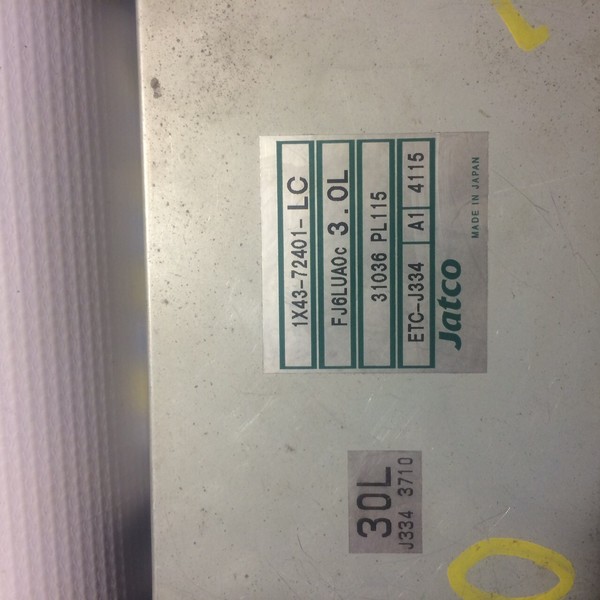 1X43-72401-LC
FJ6LUA0c 3.0L
31036 PL115
ETC-J334 A1 4115
Jatco MADE IN JAPAN
30L
J334 3710